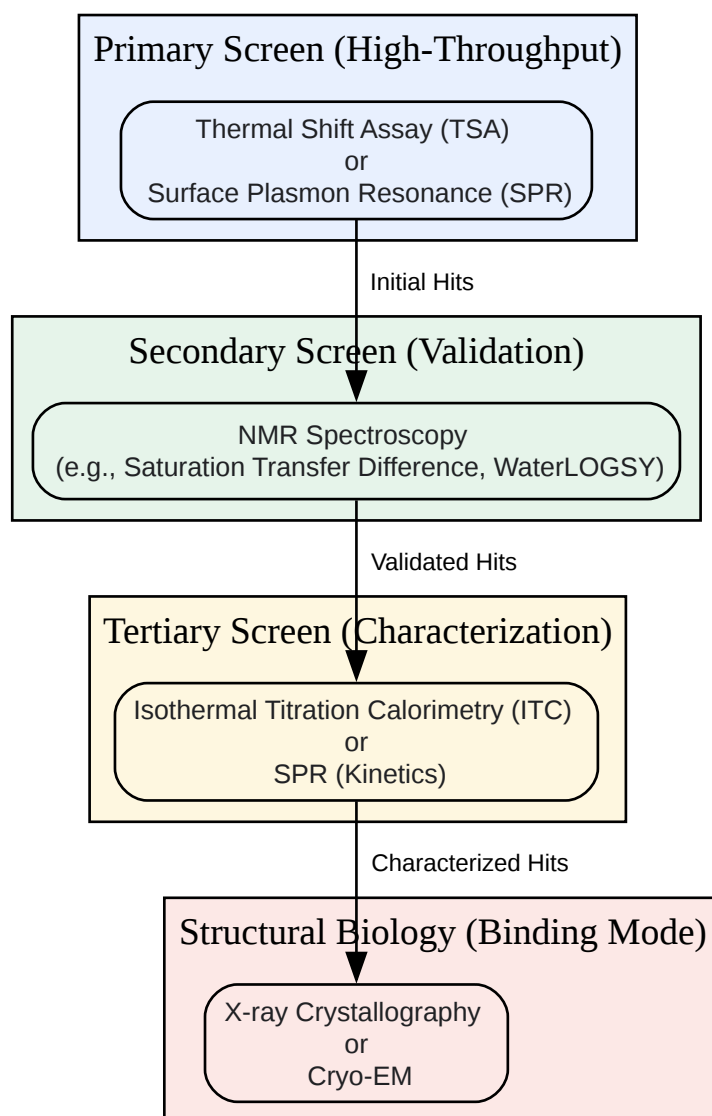 Primary Screen (High-Throughput)
Thermal Shift Assay (TSA)
or
Surface Plasmon Resonance (SPR)
Initial Hits
Secondary Screen (Validation)
NMR Spectroscopy
(e.g., Saturation Transfer Difference, WaterLOGSY)
Validated Hits
Tertiary Screen (Characterization)
Isothermal Titration Calorimetry (ITC)
or
SPR (Kinetics)
Characterized Hits
Structural Biology (Binding Mode)
X-ray Crystallography
or
Cryo-EM